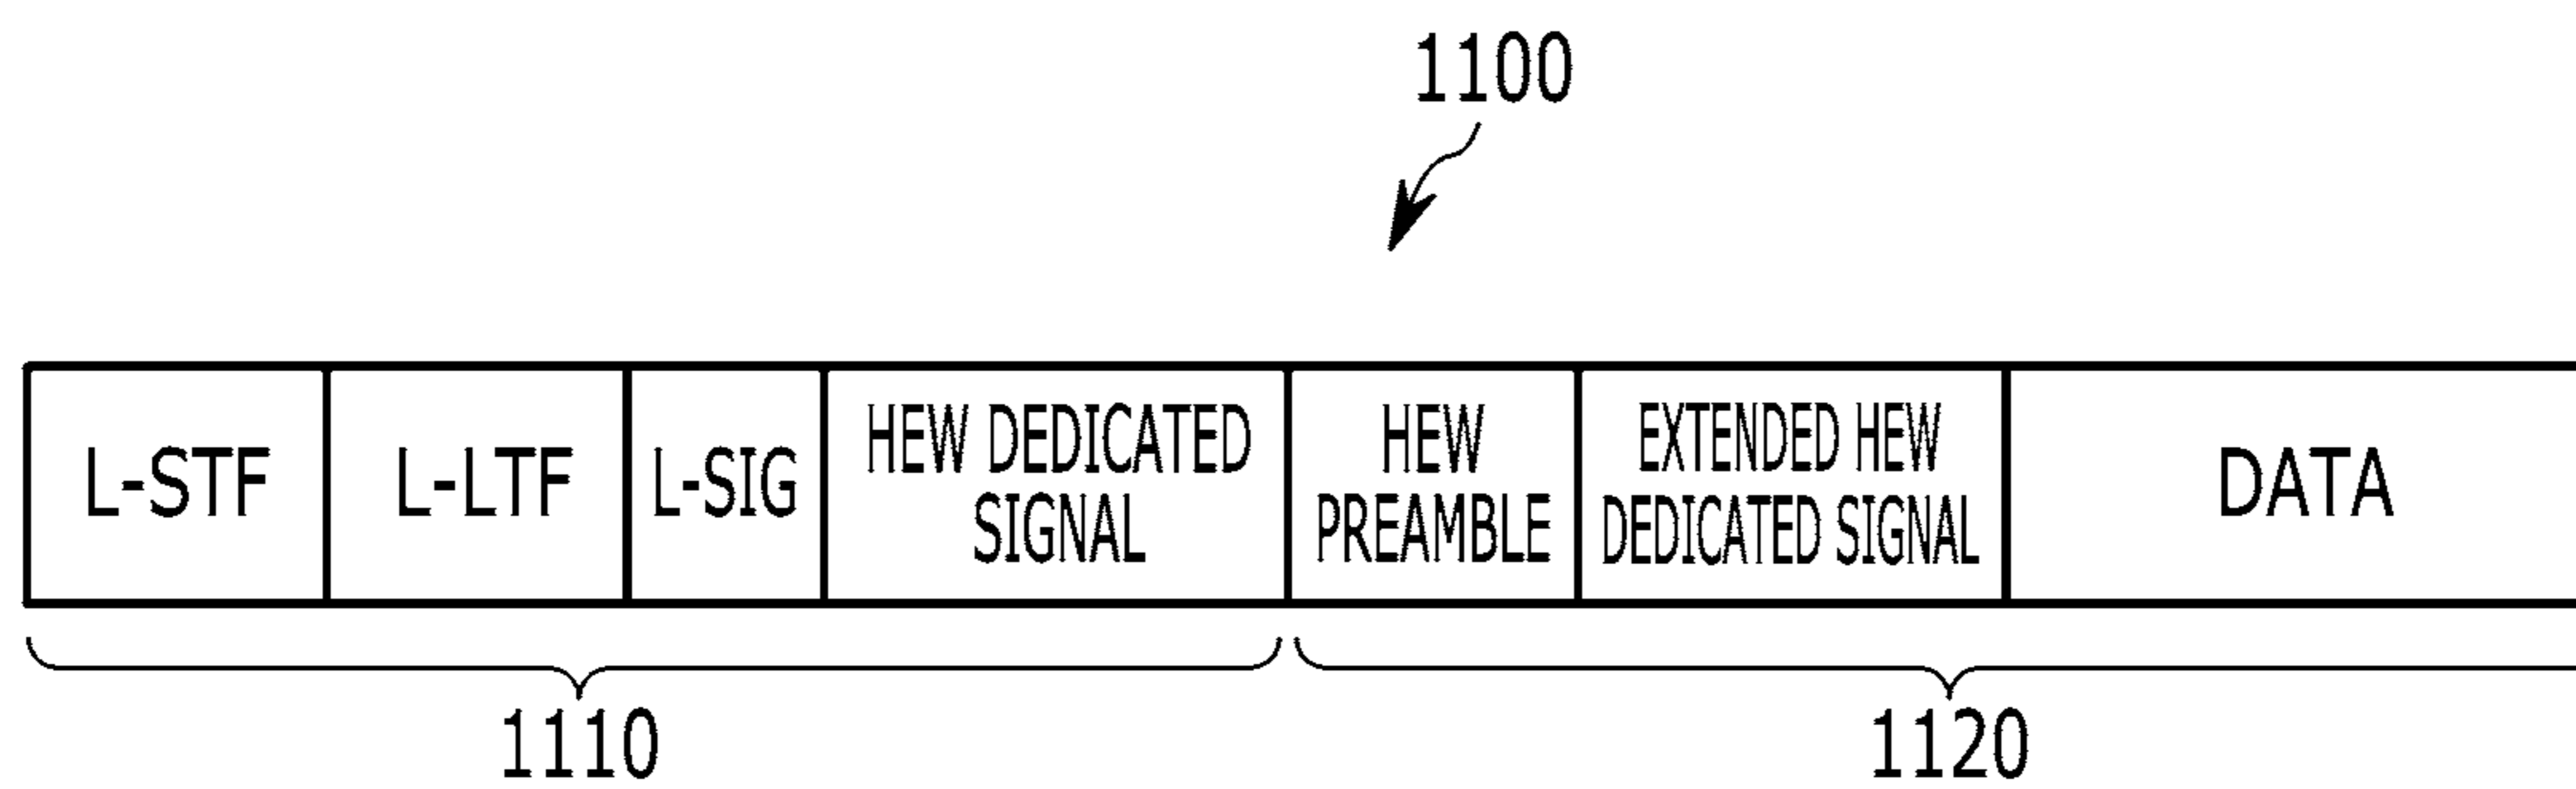 1100
L-STF
L-LTF
L-SIG
HEW DEDICATED
SIGNAL
HEW
PREAMBLE
EXTENDED HEW
DEDICATED SIGNAL
DATA
1110
1120